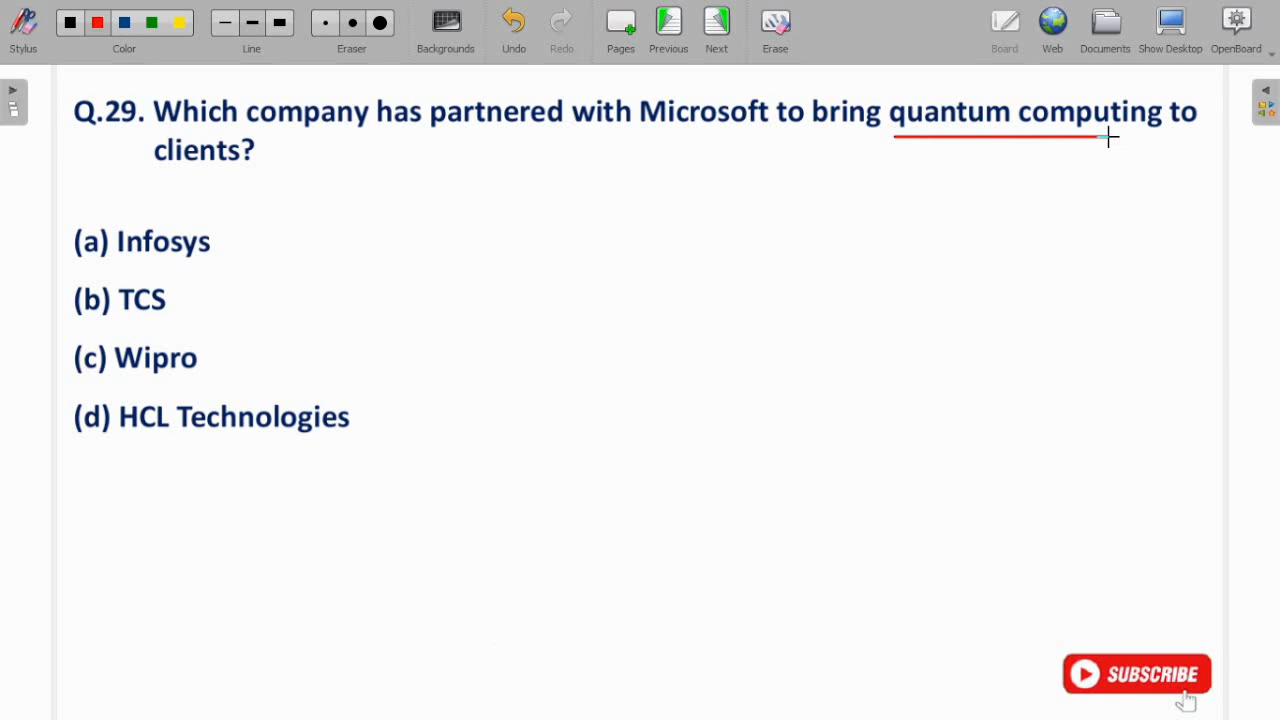 Stylus
Color
Line
Eraser
Backgrounds
Undo
Redo
Pages
Previous
Next
Erase
Board
Web
Documents
Show Desktop
OpenBoard
Q.29. Which company has partnered with Microsoft to bring quantum computing to
clients?
(a) Infosys
(b) TCS
(c) Wipro
(d) HCL Technologies
SUBSCRIBE